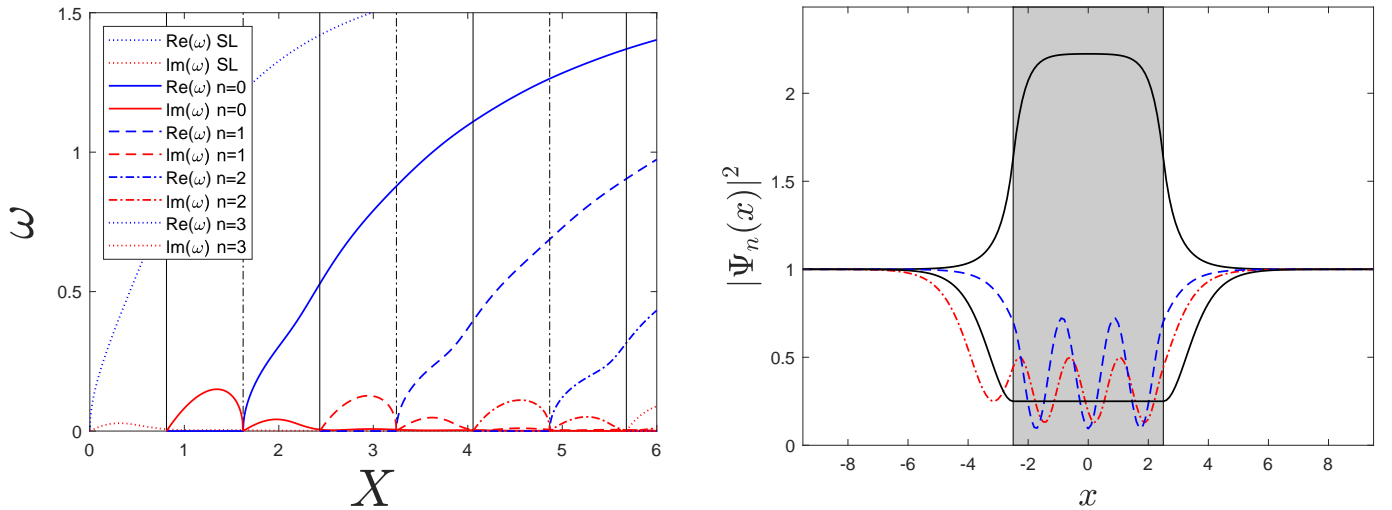 1.5
1
0.5
0
ω
Re(ω) SL
Im(ω) SL
Re(ω) n=0
Im(ω) n=0
Re(ω) n=1
Im(ω) n=1
Re(ω) n=2
Im(ω) n=2
Re(ω) n=3
Im(ω) n=3
0 1 2 3 4 5 6
X
2
1.5
1
0.5
0
|Ψₙ(x)|²
-8 -6 -4 -2 0 2 4 6 8
x